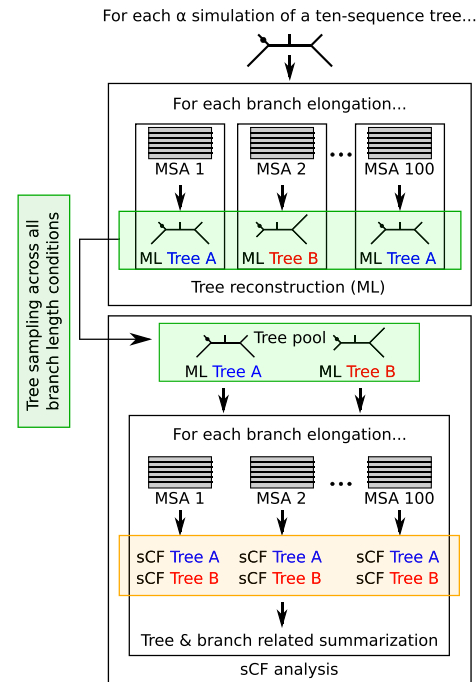 For each α simulation of a ten-sequence tree...
For each branch elongation...
MSA 1
MSA 2
...
MSA 100
ML Tree A
ML Tree B
ML Tree A
Tree reconstruction (ML)
Tree sampling across all
branch length conditions
Tree pool
ML Tree A
ML Tree B
For each branch elongation...
MSA 1
MSA 2
...
MSA 100
sCF Tree A
sCF Tree B
sCF Tree A
sCF Tree B
sCF Tree A
sCF Tree B
Tree & branch related summarization
sCF analysis